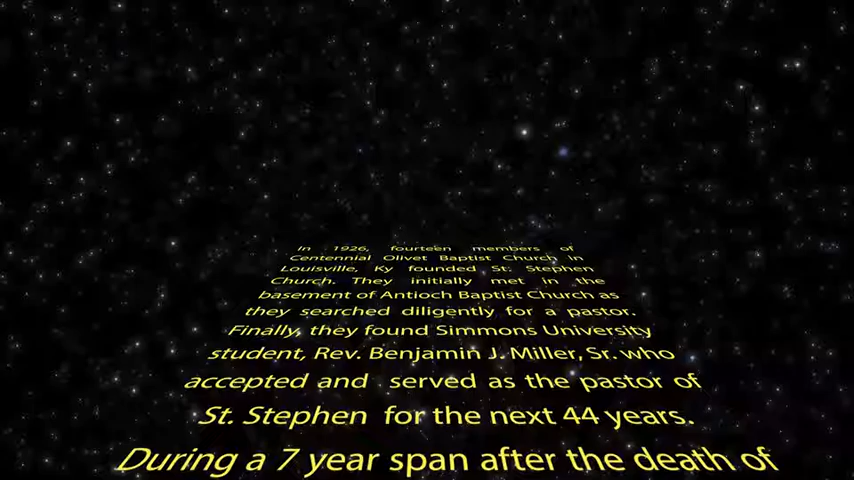 In 1926, fourteen members of
Centennial Olivet Baptist Church in
Louisville, Ky founded St. Stephen
Church. They initially met in the
basement of Antioch Baptist Church as
they searched diligently for a pastor.
Finally, they found Simmons University
student, Rev. Benjamin J. Miller, Sr. who
accepted and served as the pastor of
St. Stephen for the next 44 years.
During a 7 year span after the death of